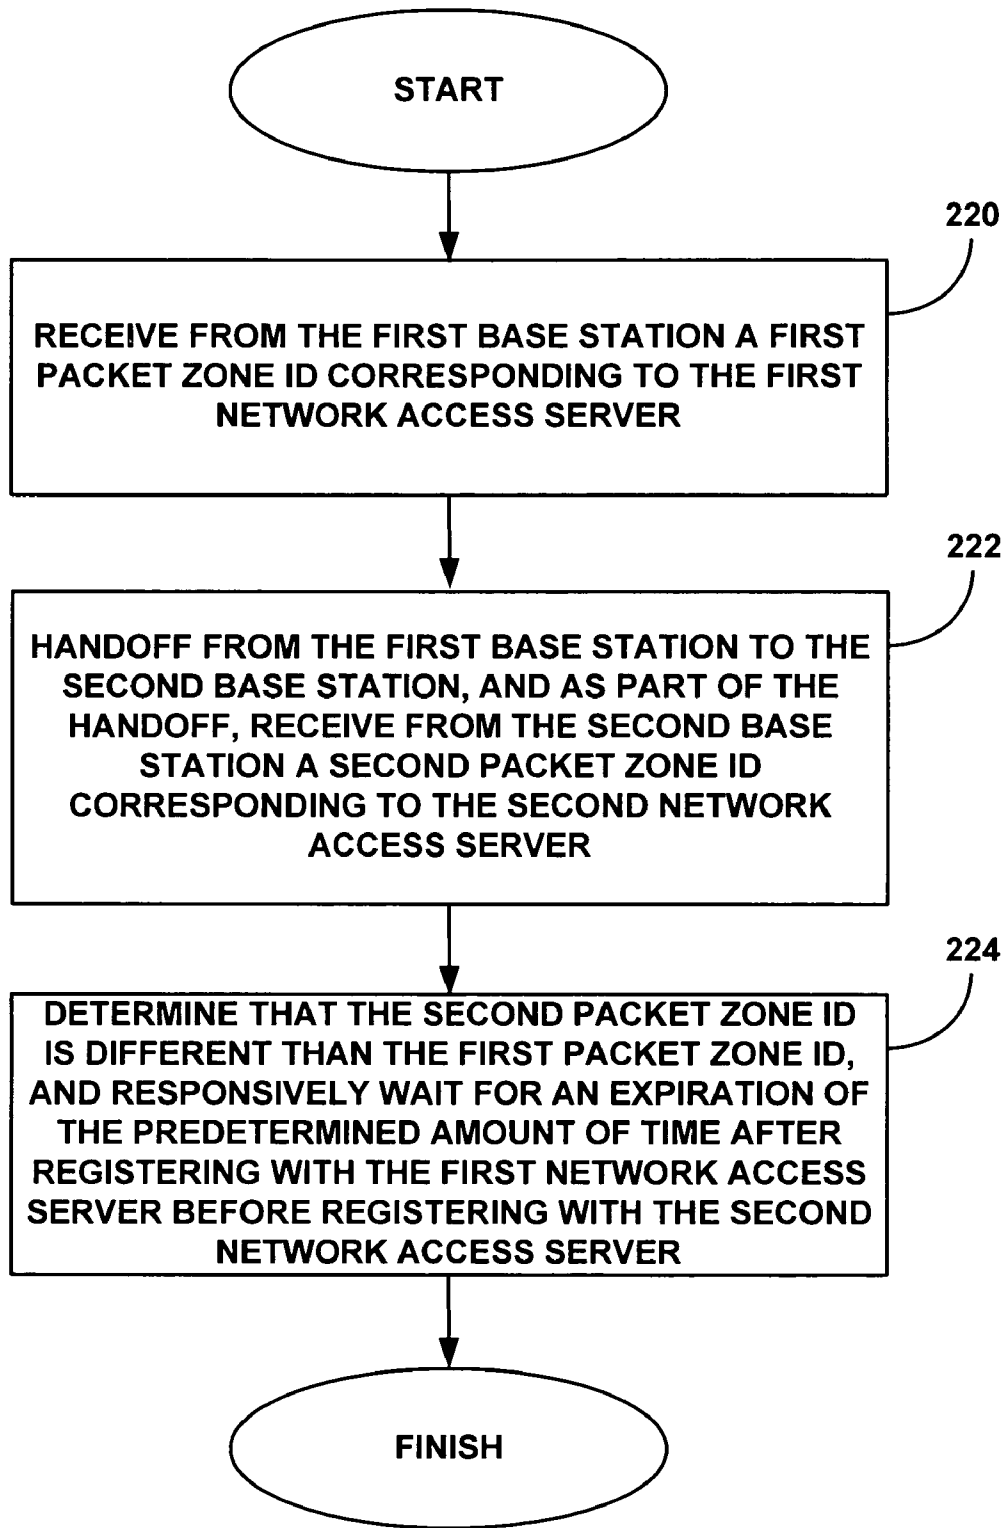 START
220
RECEIVE FROM THE FIRST BASE STATION A FIRST
PACKET ZONE ID CORRESPONDING TO THE FIRST
NETWORK ACCESS SERVER
222
HANDOFF FROM THE FIRST BASE STATION TO THE
SECOND BASE STATION, AND AS PART OF THE
HANDOFF, RECEIVE FROM THE SECOND BASE
STATION A SECOND PACKET ZONE ID
CORRESPONDING TO THE SECOND NETWORK
ACCESS SERVER
224
DETERMINE THAT THE SECOND PACKET ZONE ID
IS DIFFERENT THAN THE FIRST PACKET ZONE ID,
AND RESPONSIVELY WAIT FOR AN EXPIRATION OF
THE PREDETERMINED AMOUNT OF TIME AFTER
REGISTERING WITH THE FIRST NETWORK ACCESS
SERVER BEFORE REGISTERING WITH THE SECOND
NETWORK ACCESS SERVER
FINISH